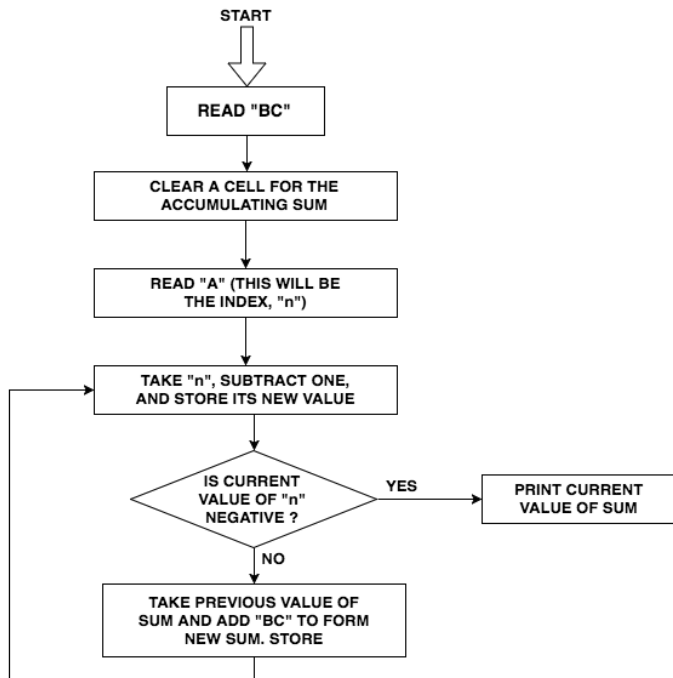 START
READ "BC"
CLEAR A CELL FOR THE
ACCUMULATING SUM
READ "A" (THIS WILL BE
THE INDEX, "n")
TAKE "n", SUBTRACT ONE,
AND STORE ITS NEW VALUE
IS CURRENT
VALUE OF "n"
NEGATIVE ?
YES
PRINT CURRENT
VALUE OF SUM
NO
TAKE PREVIOUS VALUE OF
SUM AND ADD "BC" TO FORM
NEW SUM. STORE